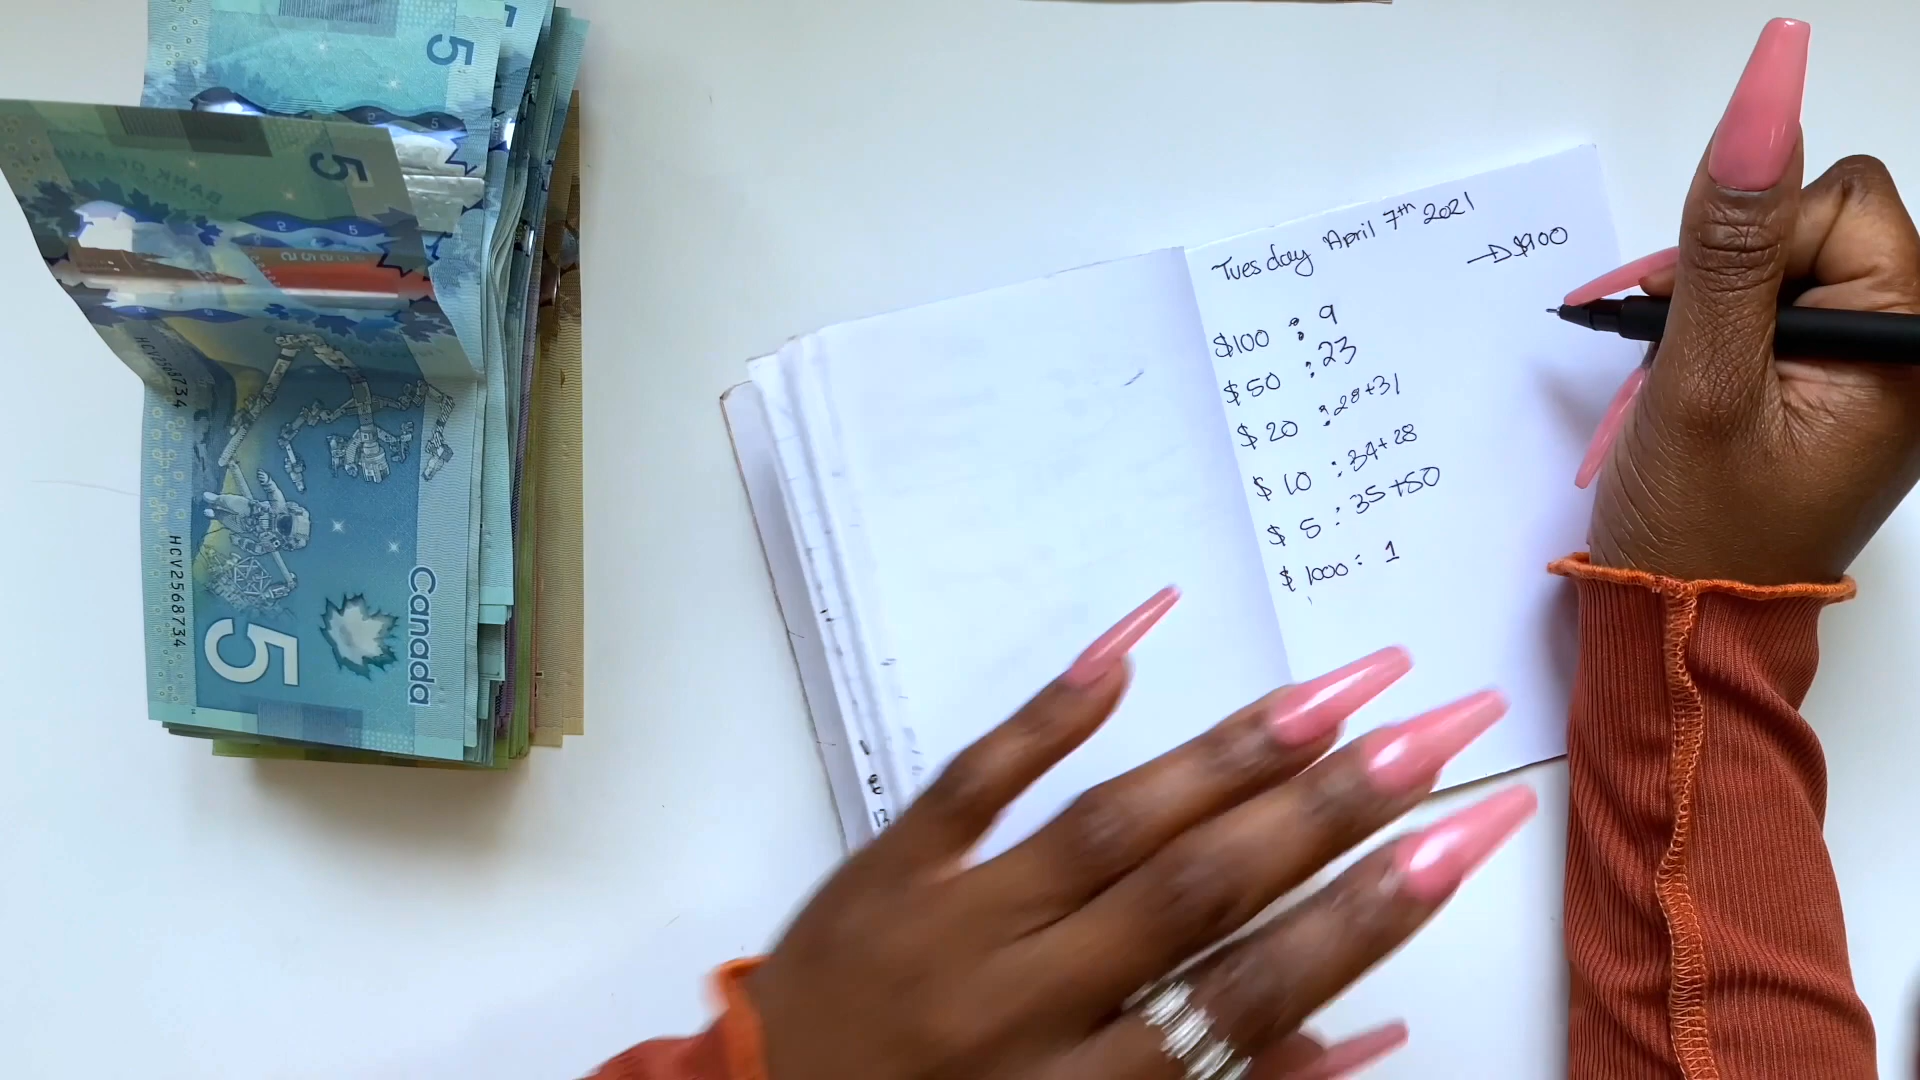 5
5
BANK OF
HCV2568734
HCV2568734
Canada
5
Tuesday April 7th 2021
→ $900
$100 : 9
$50 : 23
$20 : 28+31
$10 : 34+28
$5 : 35+50
$1000 : 1